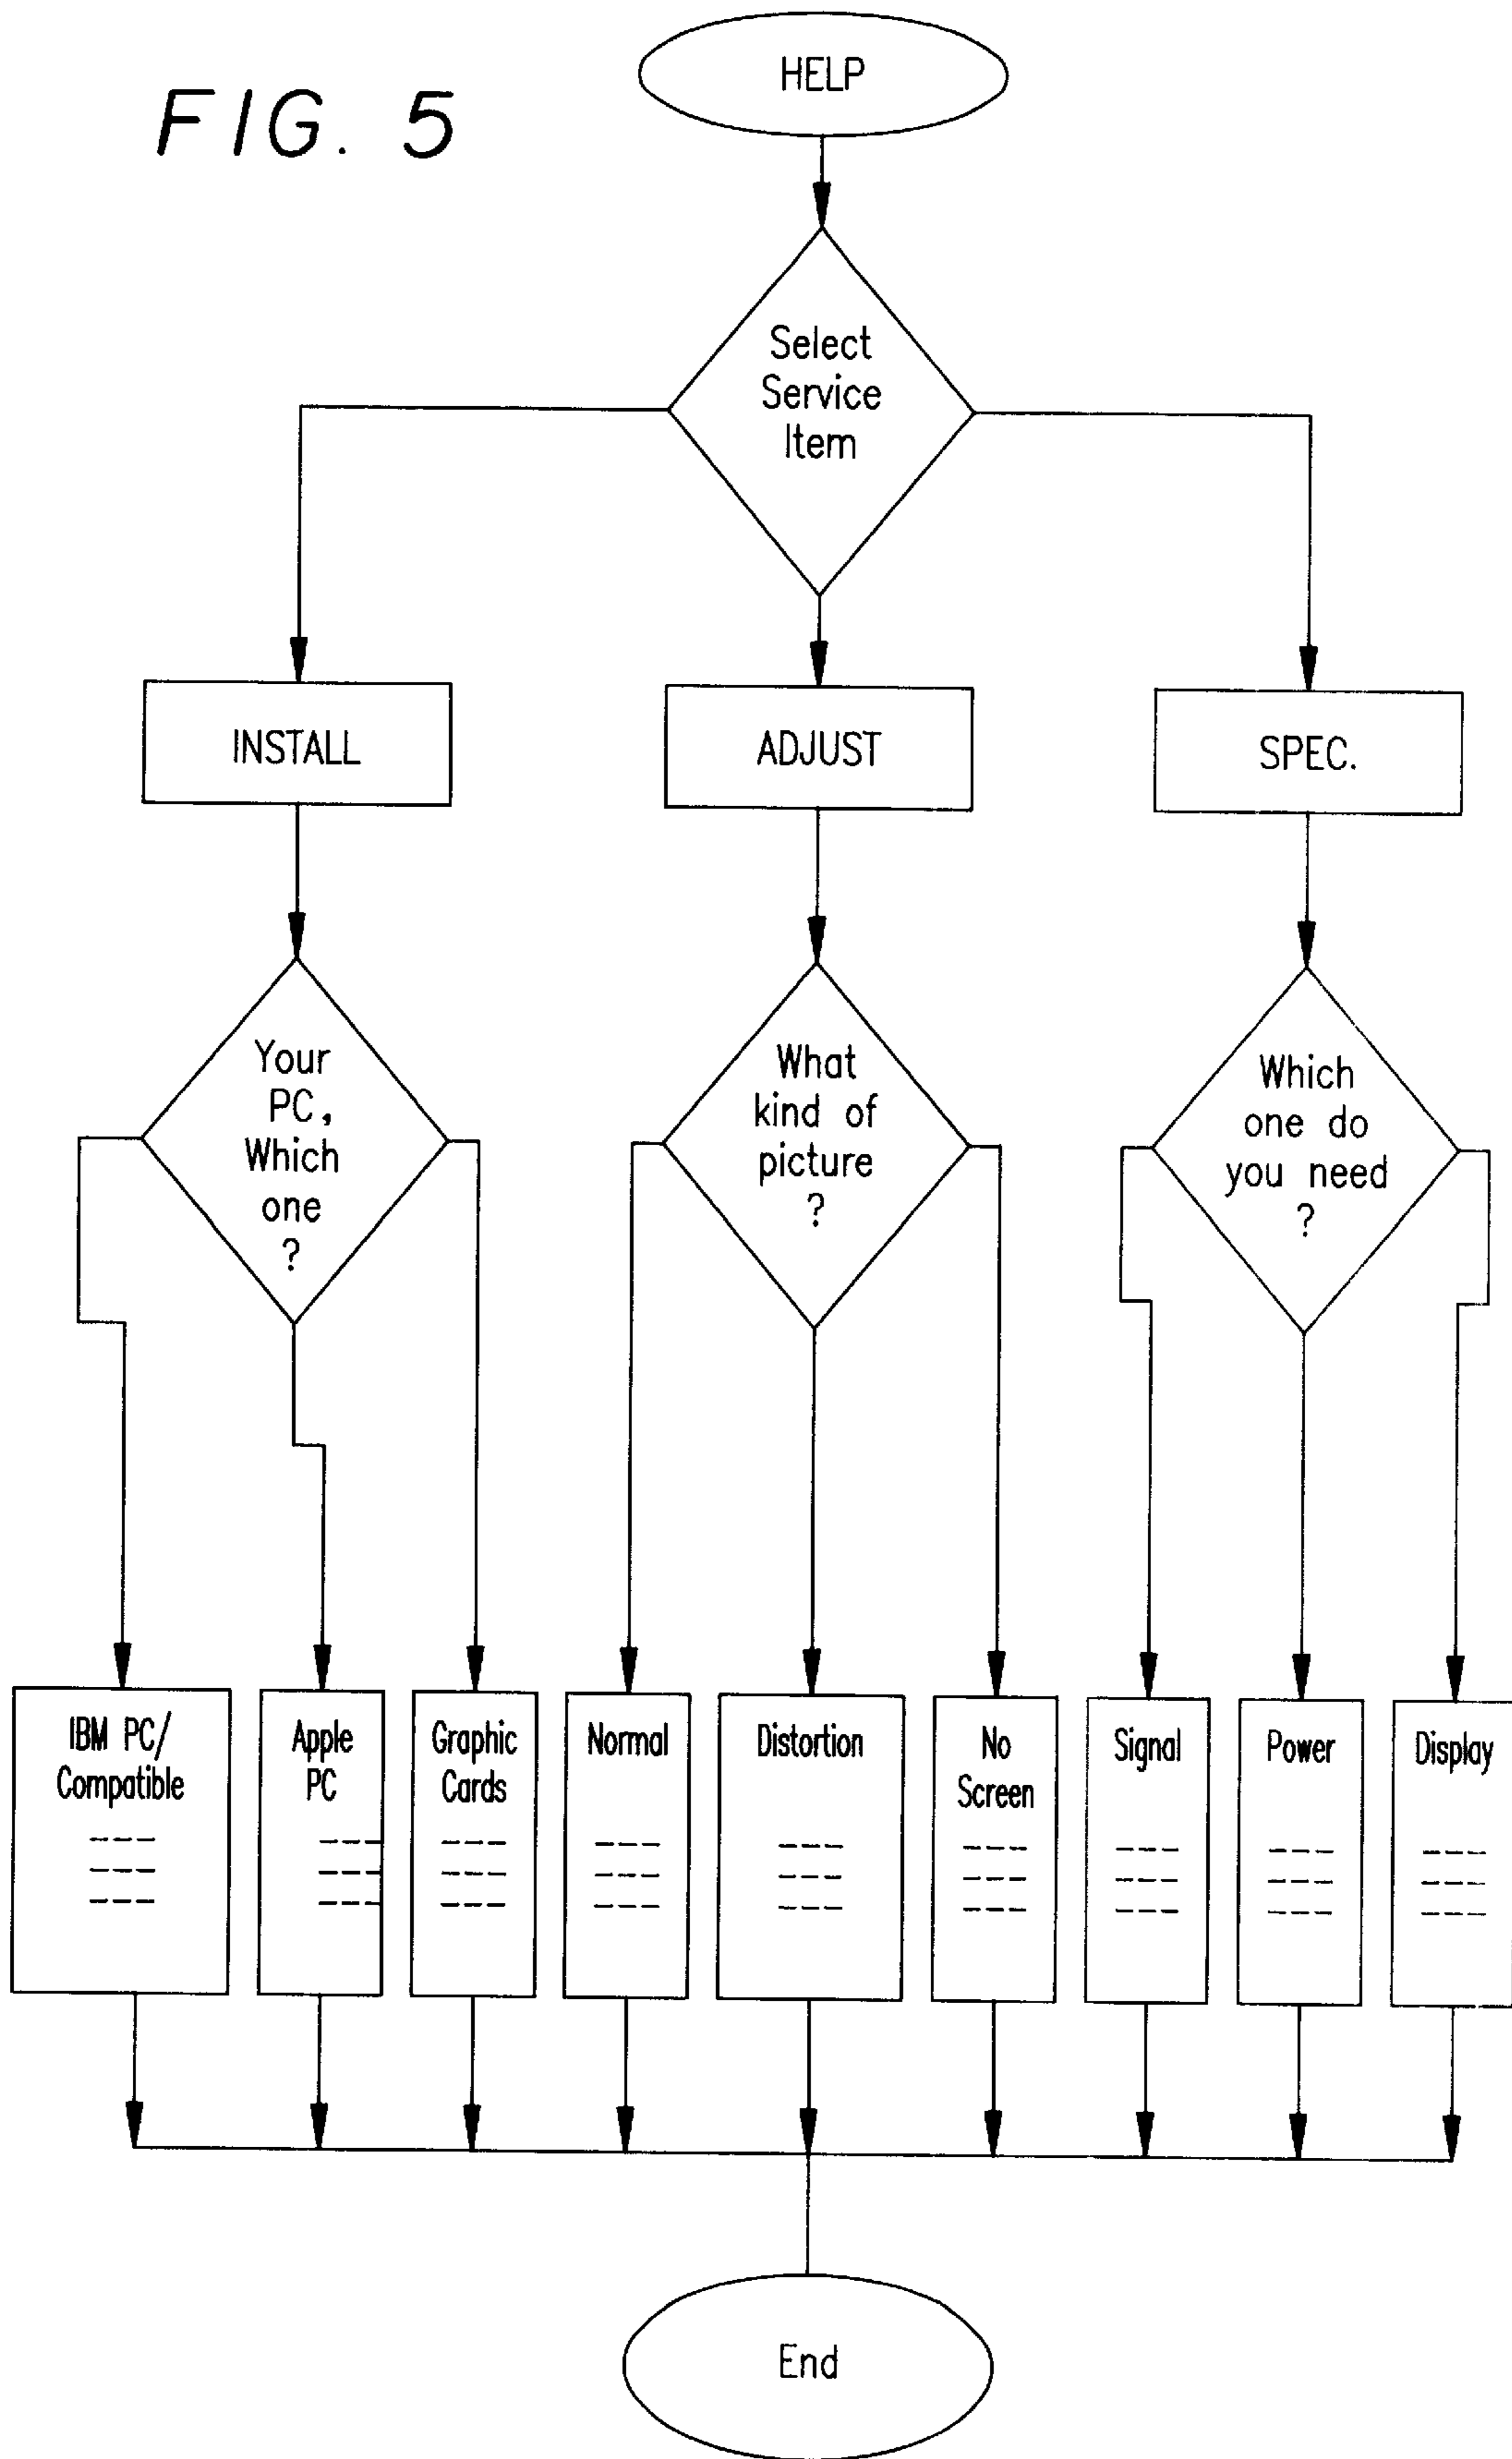 FIG. 5
HELP
Select
Service
Item
INSTALL
ADJUST
SPEC.
Your
PC,
Which
one
?
What
kind of
picture
?
Which
one do
you need
?
IBM PC/
Compatible
Apple
PC
Graphic
Cards
Normal
Distortion
No
Screen
Signal
Power
Display
End